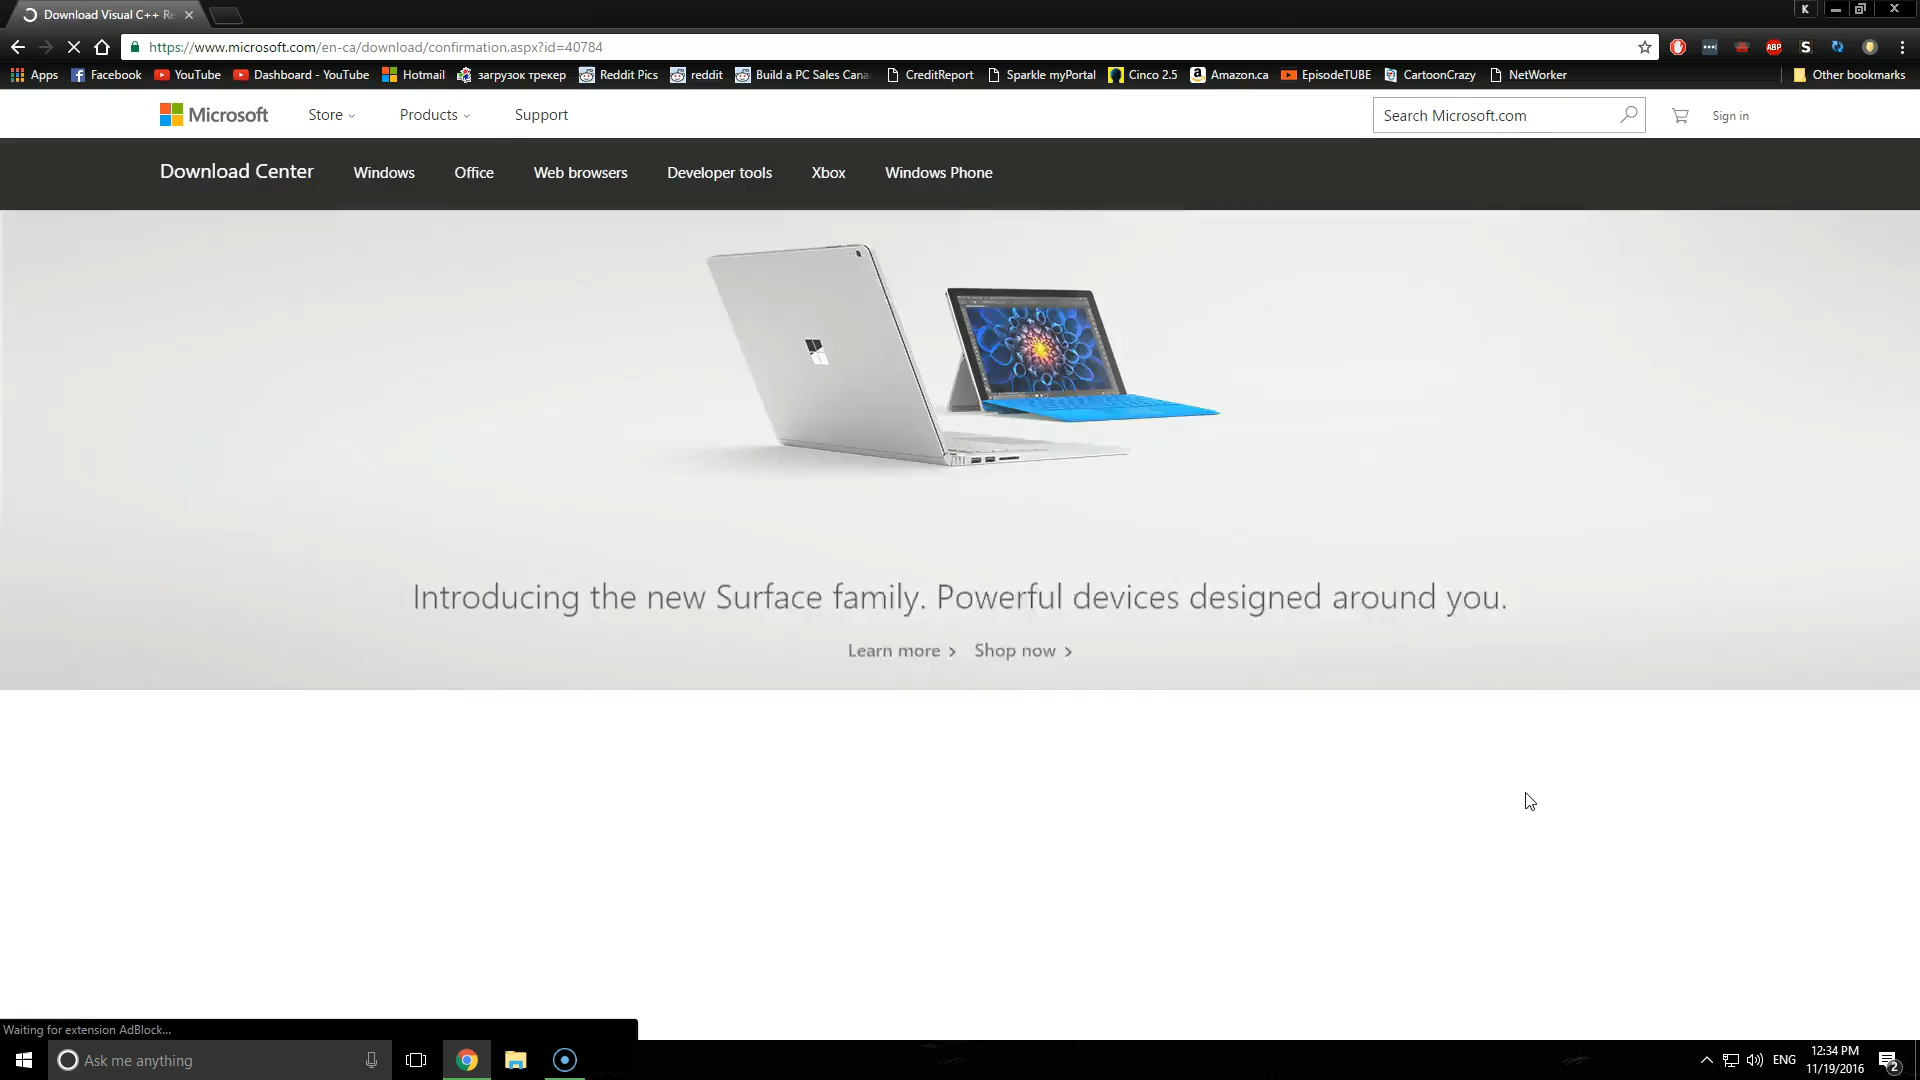 Download Visual C++ Re
K
https://www.microsoft.com/en-ca/download/confirmation.aspx?id=40784
ABP
S
Apps Facebook YouTube Dashboard - YouTube Hotmail загрузок трекер Reddit Pics reddit Build a PC Sales Cana CreditReport Sparkle myPortal Cinco 2.5 Amazon.ca EpisodeTUBE CartoonCrazy NetWorker Other bookmarks
Microsoft Store Products Support Search Microsoft.com Sign in
Download Center Windows Office Web browsers Developer tools Xbox Windows Phone
Introducing the new Surface family. Powerful devices designed around you.
Learn more > Shop now >
Waiting for extension AdBlock...
Ask me anything
ENG
12:34 PM
11/19/2016
2